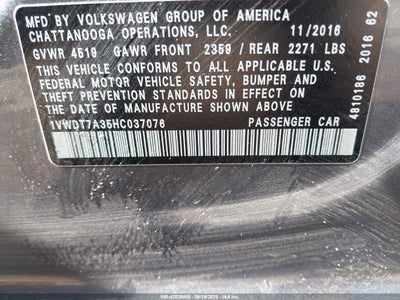 MFD BY VOLKSWAGEN GROUP OF AMERICA
CHATTANOOGA OPERATIONS, LLC. 11/2016
GVWR 4519 GAWR FRONT 2359 / REAR 2271 LBS
THIS VEHICLE CONFORMS TO ALL APPLICABLE U.S.
FEDERAL MOTOR VEHICLE SAFETY, BUMPER AND
THEFT PREVENTION STANDARDS IN EFFECT ON
THE DATE OF MANUFACTURE SHOWN ABOVE.
1VWDT7A35HC037076 PASSENGER CAR
4810186 2016 62